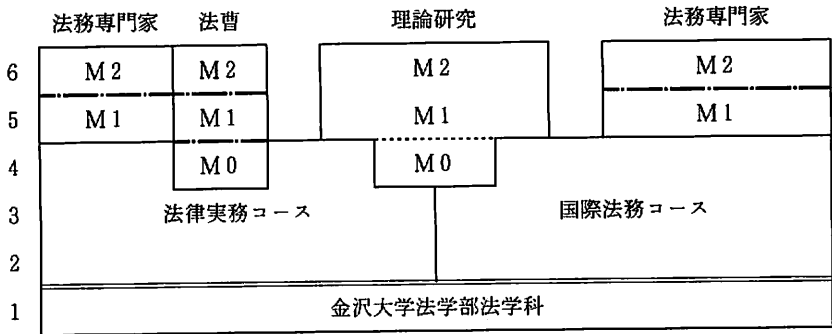 法務専門家 法曹 理論研究 法務専門家
6 M2 M2 M2 M2
5 M1 M1 M1 M1
4 M0 M0
3 法律実務コース 国際法務コース
2
1 金沢大学法学部法学科